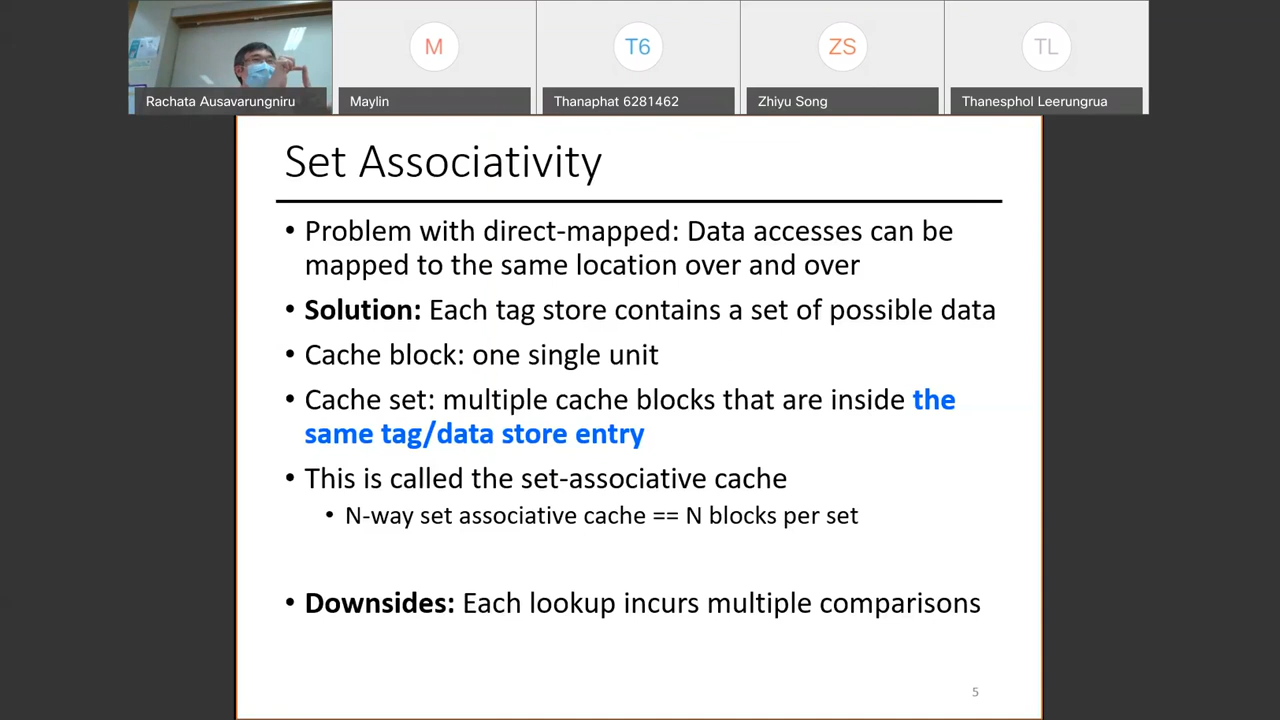 M
T6
ZS
TL
Rachata Ausavarungniru
Maylin
Thanaphat 6281462
Zhiyu Song
Thanesphol Leerungrua
Set Associativity
• Problem with direct-mapped: Data accesses can be
mapped to the same location over and over
• Solution: Each tag store contains a set of possible data
• Cache block: one single unit
• Cache set: multiple cache blocks that are inside the
same tag/data store entry
• This is called the set-associative cache
• N-way set associative cache == N blocks per set
• Downsides: Each lookup incurs multiple comparisons
5